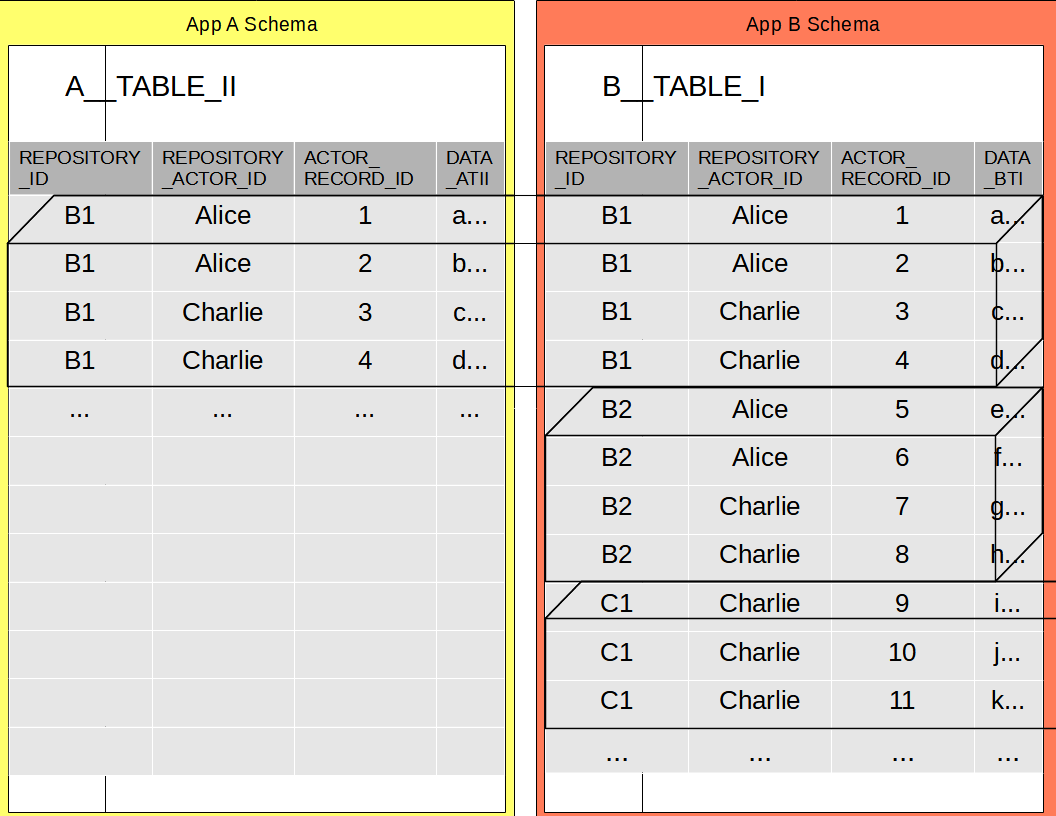 App A Schema
A__TABLE_II
REPOSITORY _ID REPOSITORY _ACTOR_ID ACTOR_ RECORD_ID DATA _ATII
B1 Alice 1 a...
B1 Alice 2 b...
B1 Charlie 3 c...
B1 Charlie 4 d...
... ... ... ...
App B Schema
B__TABLE_I
REPOSITORY _ID REPOSITORY _ACTOR_ID ACTOR_ RECORD_ID DATA _BTI
B1 Alice 1 a...
B1 Alice 2 b...
B1 Charlie 3 c...
B1 Charlie 4 d...
B2 Alice 5 e...
B2 Alice 6 f...
B2 Charlie 7 g...
B2 Charlie 8 h...
C1 Charlie 9 i...
C1 Charlie 10 j...
C1 Charlie 11 k...
... ... ... ...